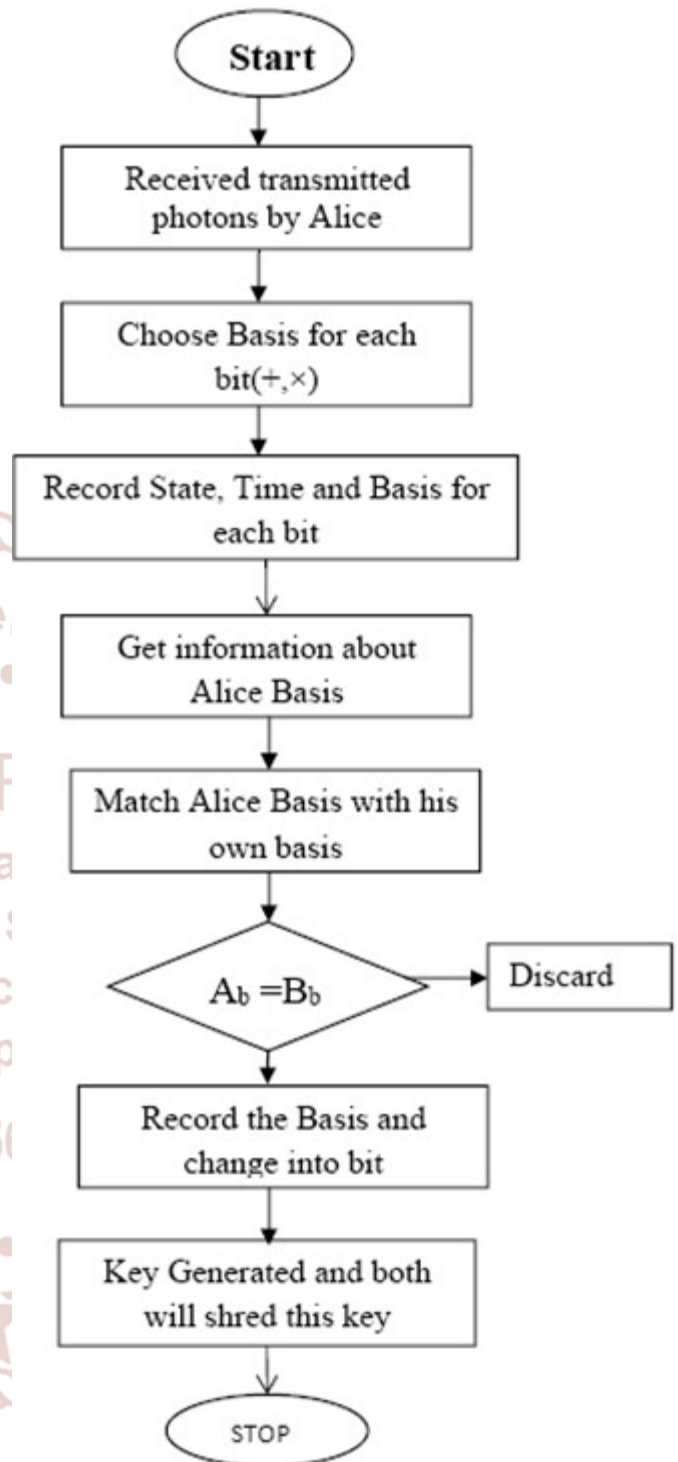 Start
Received transmitted
photons by Alice
Choose Basis for each
bit(+,×)
Record State, Time and Basis for
each bit
Get information about
Alice Basis
Match Alice Basis with his
own basis
Ab =Bb
Discard
Record the Basis and
change into bit
Key Generated and both
will shred this key
STOP